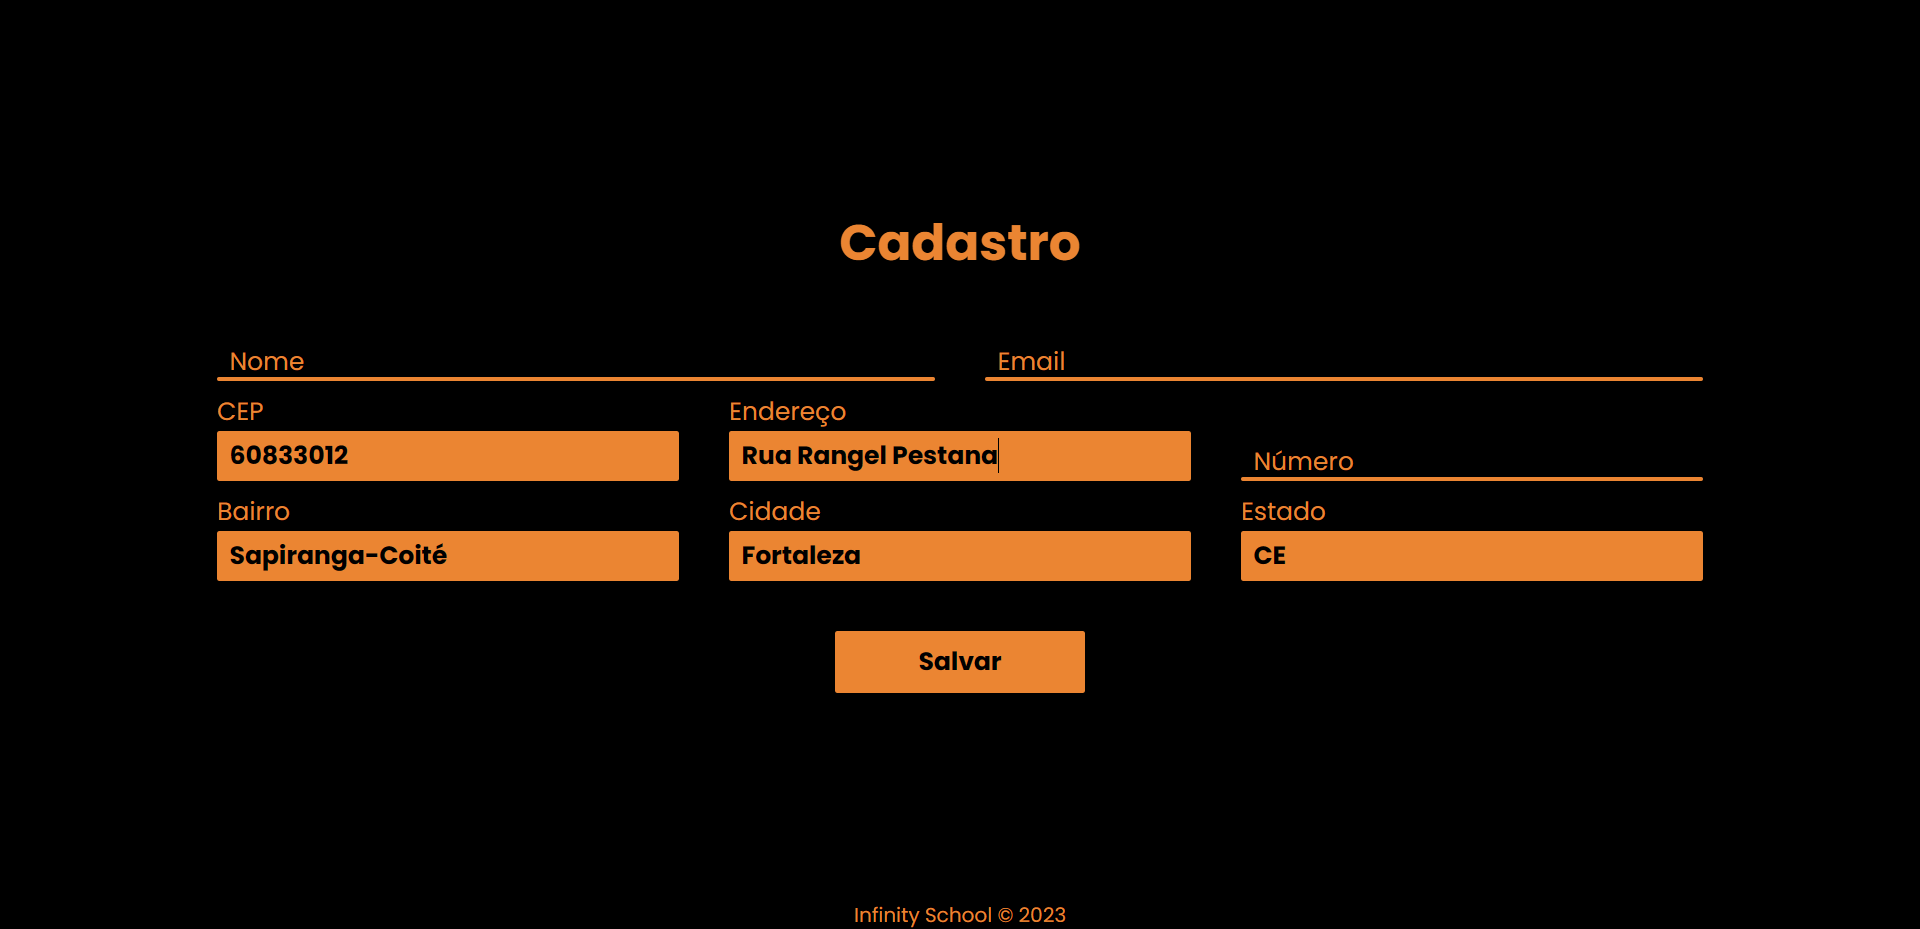 Cadastro
Nome
Email
CEP
Endereço
60833012
Rua Rangel Pestana
Número
Bairro
Cidade
Estado
Sapiranga-Coité
Fortaleza
CE
Salvar
Infinity School © 2023